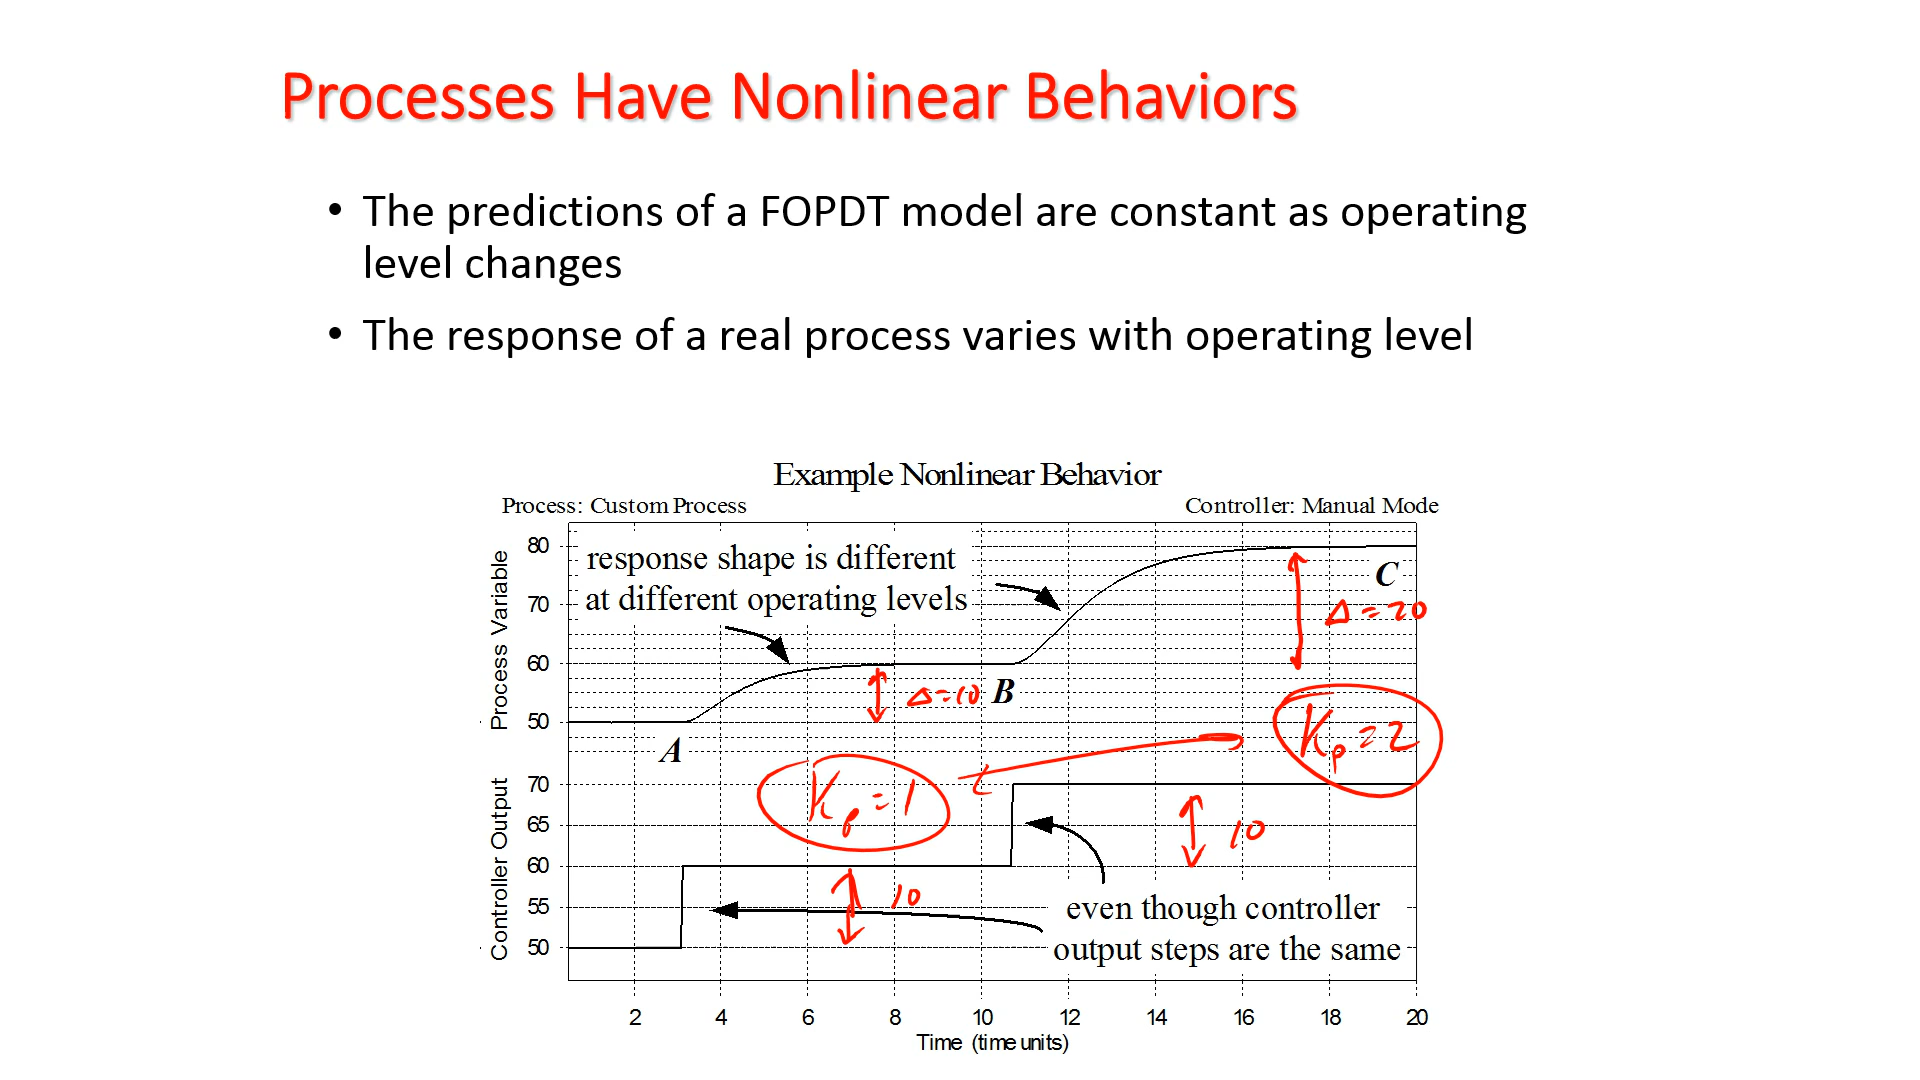 Processes Have Nonlinear Behaviors
• The predictions of a FOPDT model are constant as operating
level changes
• The response of a real process varies with operating level
Example Nonlinear Behavior
Process: Custom Process
Controller: Manual Mode
Process Variable
80
70
60
50
response shape is different
at different operating levels
C
Δ=20
Δ=10
B
A
Kp=2
Kp=1
Controller Output
70
65
60
55
50
10
10
even though controller
output steps are the same
2 4 6 8 10 12 14 16 18 20
Time (time units)